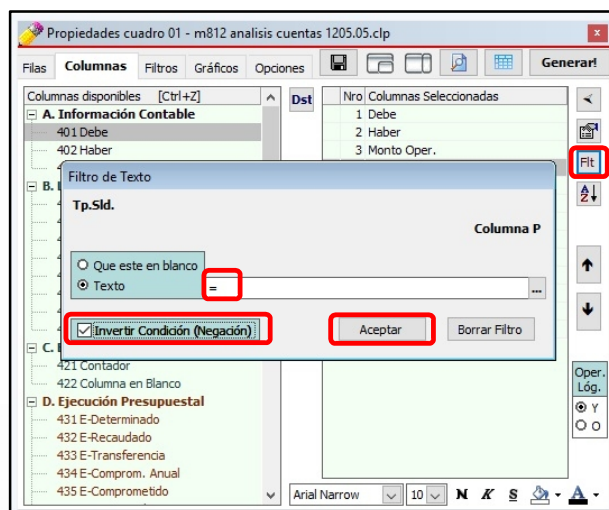 Propiedades cuadro 01 - m812 analisis cuentas 1205.05.clp
x
Filas Columnas Filtros Gráficos Opciones
Generar!
Columnas disponibles [Ctrl+Z]
A. Información Contable
401 Debe
402 Haber
Dst
Nro Columnas Seleccionadas
1 Debe
2 Haber
3 Monto Oper.
Flt
Filtro de Texto
Tp.Sld.
Columna P
Que este en blanco
Texto =
...
Invertir Condición (Negación)
Aceptar
Borrar Filtro
421 Contador
422 Columna en Blanco
D. Ejecución Presupuestal
431 E-Determinado
432 E-Recaudado
433 E-Transferencia
434 E-Comprom. Anual
435 E-Comprometido
Oper.
Lóg.
Y
O
Arial Narrow 10 N K S A